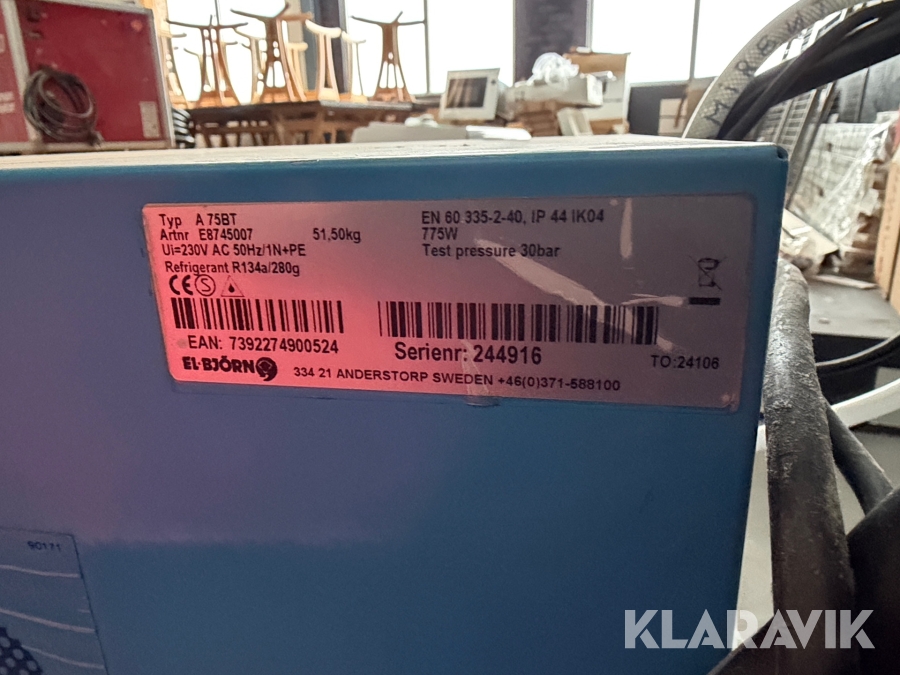 Typ A 75BT
Artnr E8745007 51,50kg
Ui=230V AC 50Hz/1N+PE
Refrigerant R134a/280g
EN 60 335-2-40, IP 44 IK04
775W
Test pressure 30bar
CE S
EAN: 7392274900524
Serienr: 244916
TO:24106
EL·BJÖRN
334 21 ANDERSTORP SWEDEN +46(0)371-588100
90171
KLARAVIK